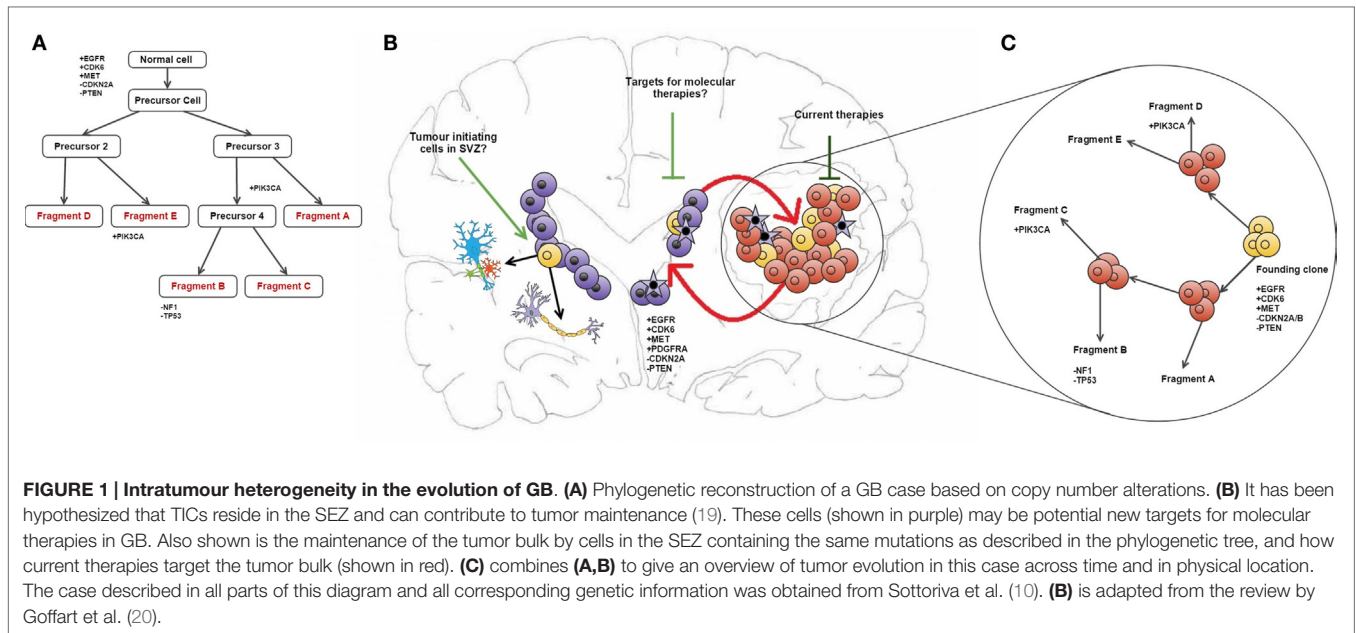 A
+EGFR
+CDK6
+MET
-CDKN2A
-PTEN
Normal cell
Precursor Cell
Precursor 2
Precursor 3
+PIK3CA
Fragment D
Fragment E
Precursor 4
Fragment A
+PIK3CA
Fragment B
Fragment C
-NF1
-TP53
B
Targets for molecular
therapies?
Current therapies
Tumour initiating
cells in SVZ?
+EGFR
+CDK6
+MET
+PDGFRA
-CDKN2A
-PTEN
C
Fragment D
+PIK3CA
Fragment E
Fragment C
+PIK3CA
Founding clone
+EGFR
+CDK6
+MET
-CDKN2A/B
-PTEN
Fragment B
-NF1
-TP53
Fragment A
FIGURE 1 | Intratumour heterogeneity in the evolution of GB. (A) Phylogenetic reconstruction of a GB case based on copy number alterations. (B) It has been
hypothesized that TICs reside in the SEZ and can contribute to tumor maintenance (19). These cells (shown in purple) may be potential new targets for molecular
therapies in GB. Also shown is the maintenance of the tumor bulk by cells in the SEZ containing the same mutations as described in the phylogenetic tree, and how
current therapies target the tumor bulk (shown in red). (C) combines (A,B) to give an overview of tumor evolution in this case across time and in physical location.
The case described in all parts of this diagram and all corresponding genetic information was obtained from Sottoriva et al. (10). (B) is adapted from the review by
Goffart et al. (20).